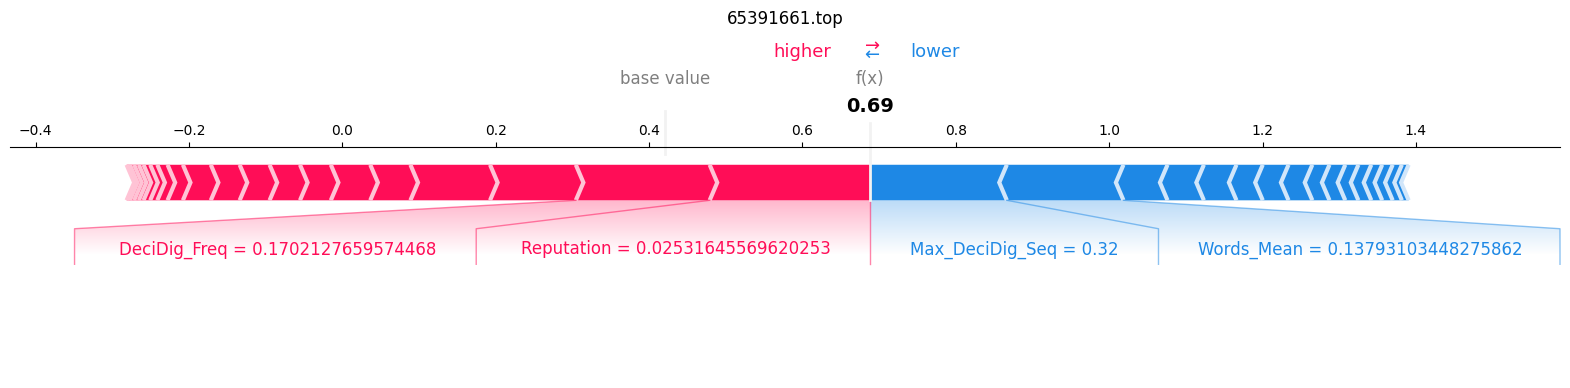 65391661.top
higher ⇄ lower
base value f(x)
0.69
−0.4 −0.2 0.0 0.2 0.4 0.6 0.8 1.0 1.2 1.4
DeciDig_Freq = 0.1702127659574468 Reputation = 0.02531645569620253 Max_DeciDig_Seq = 0.32 Words_Mean = 0.13793103448275862